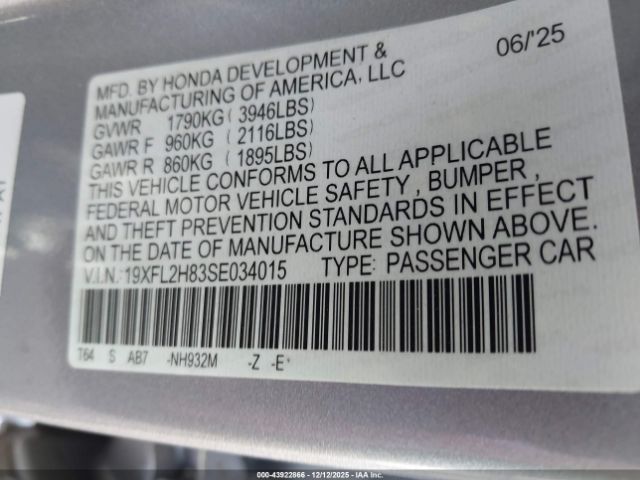 06/'25
MFD. BY HONDA DEVELOPMENT &
MANUFACTURING OF AMERICA, LLC
GVWR 1790KG (3946LBS)
GAWR F 960KG (2116LBS)
GAWR R 860KG (1895LBS)
THIS VEHICLE CONFORMS TO ALL APPLICABLE
FEDERAL MOTOR VEHICLE SAFETY, BUMPER,
AND THEFT PREVENTION STANDARDS IN EFFECT
ON THE DATE OF MANUFACTURE SHOWN ABOVE.
V.I.N.: 19XFL2H83SE034015 TYPE: PASSENGER CAR
T64 S AB7 -NH932M -Z -E*
000-43922866 - 12/12/2025 - IAAI Inc.